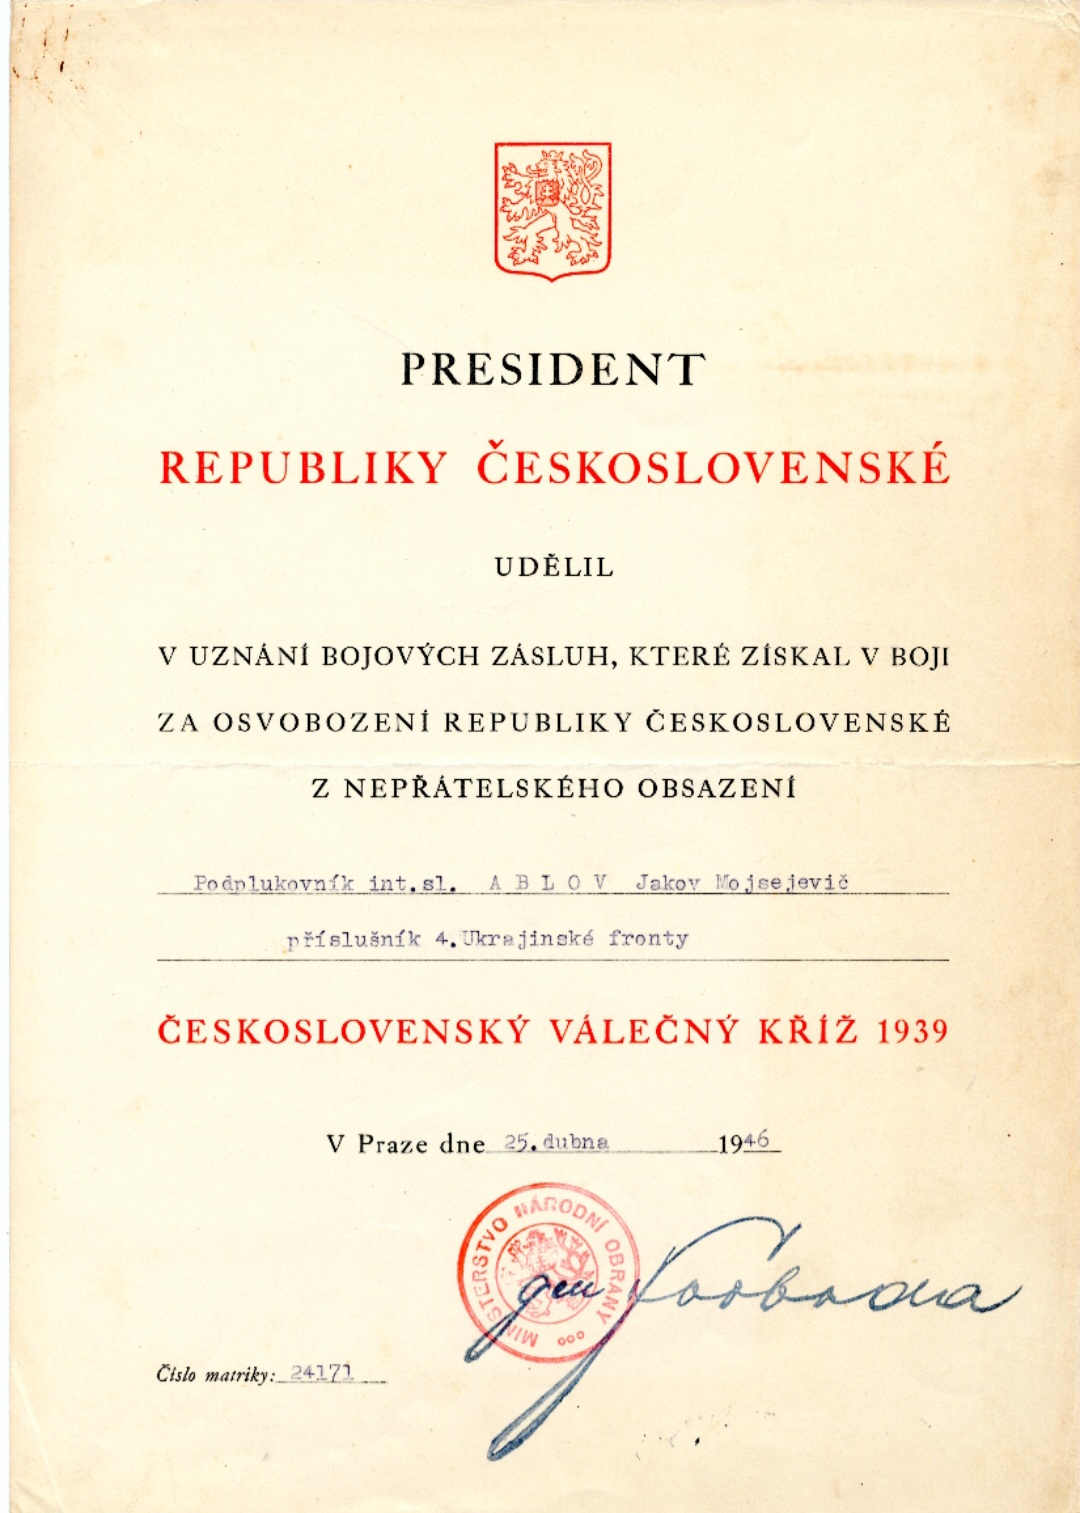 PRESIDENT
REPUBLIKY ČESKOSLOVENSKÉ
UDĚLIL
V UZNÁNÍ BOJOVÝCH ZÁSLUH, KTERÉ ZÍSKAL V BOJI
ZA OSVOBOZENÍ REPUBLIKY ČESKOSLOVENSKÉ
Z NEPŘÁTELSKÉHO OBSAZENÍ
Podplukovník int.sl. A B L O V Jakov Mojsejevič
příslušník 4.Ukrajinské fronty
ČESKOSLOVENSKÝ VÁLEČNÝ KŘÍŽ 1939
V Praze dne 25.dubna 1946
MINISTERSTVO NÁRODNÍ OBRANY
gen Svoboda
Číslo matriky: 24171